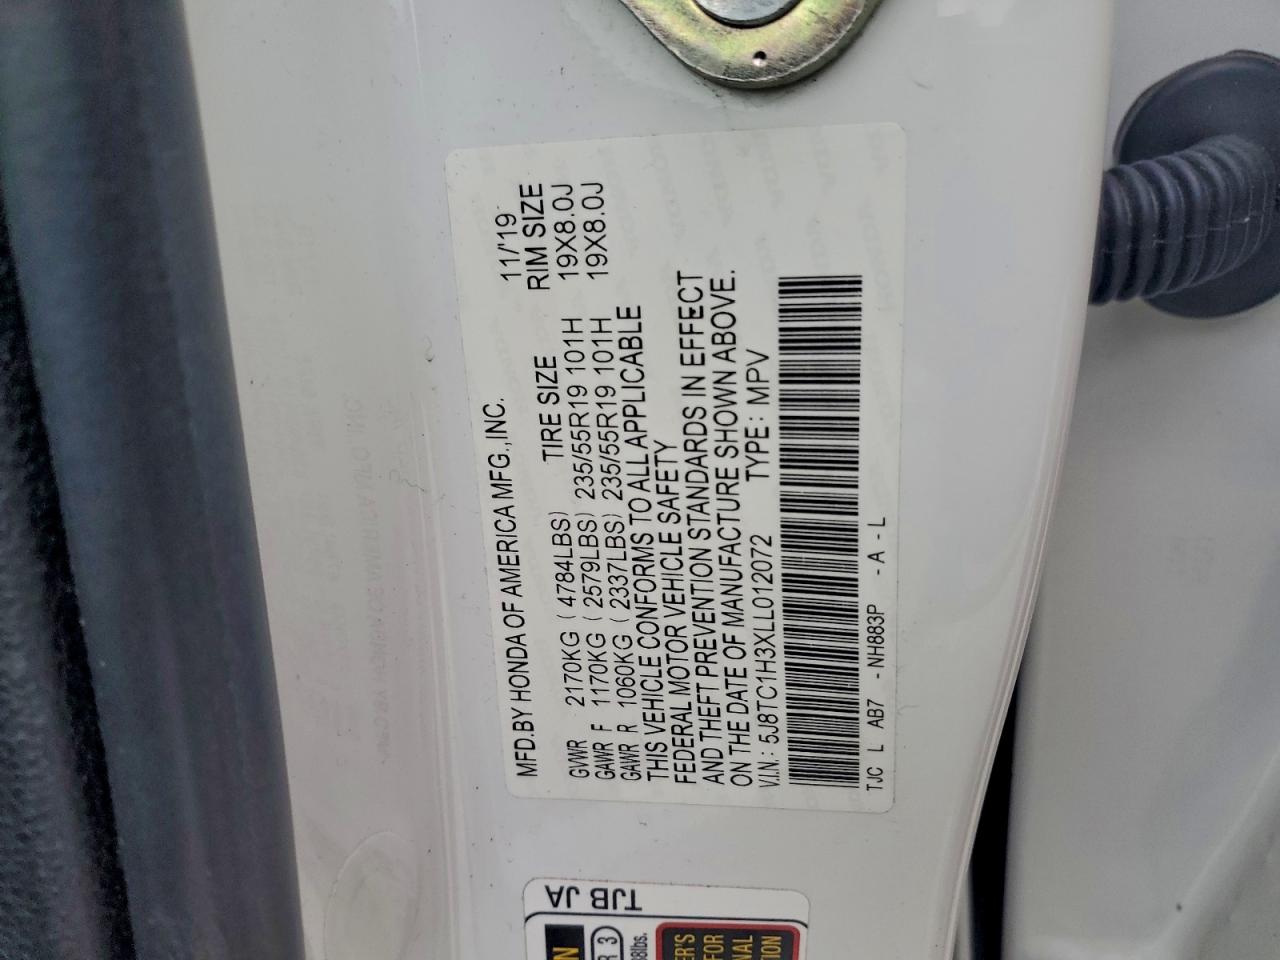 MFD.BY HONDA OF AMERICA MFG.,INC. 11/'19
TIRE SIZE RIM SIZE
GVWR 2170KG ( 4784LBS)
GAWR F 1170KG ( 2579LBS) 235/55R19 101H 19X8.0J
GAWR R 1060KG ( 2337LBS) 235/55R19 101H 19X8.0J
THIS VEHICLE CONFORMS TO ALL APPLICABLE
FEDERAL MOTOR VEHICLE SAFETY
AND THEFT PREVENTION STANDARDS IN EFFECT
ON THE DATE OF MANUFACTURE SHOWN ABOVE.
V.I.N.: 5J8TC1H3XLL012072 TYPE: MPV
TJC L AB7 -NH883P -A-L
TJB JA